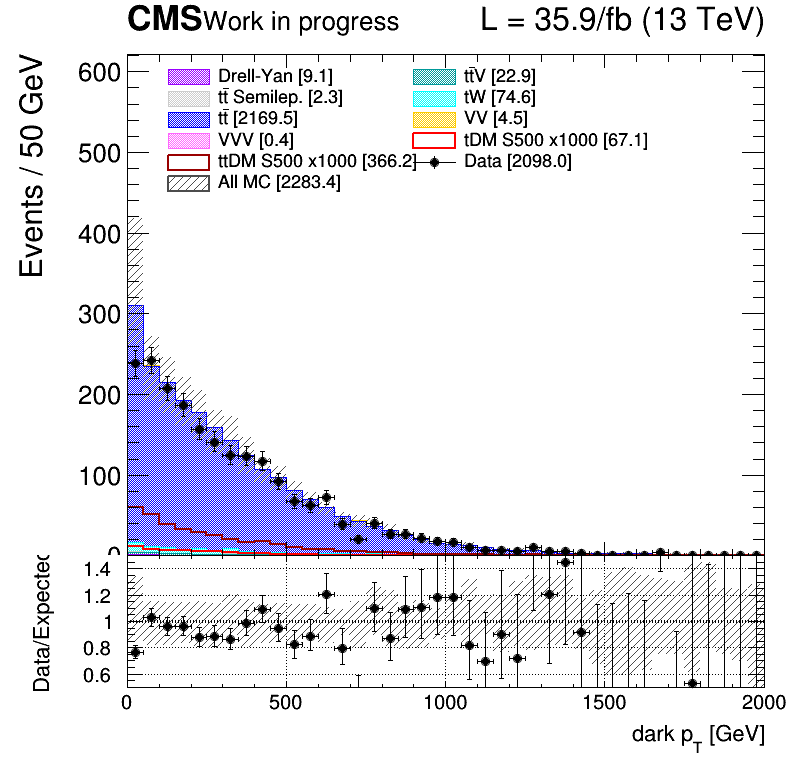 CMS Work in progress L = 35.9/fb (13 TeV)
Events / 50 GeV
600
500
400
300
200
100
0
Drell-Yan [9.1] tt̄V [22.9]
tt̄ Semilep. [2.3] tW [74.6]
tt̄ [2169.5] VV [4.5]
VVV [0.4] tDM S500 x1000 [67.1]
ttDM S500 x1000 [366.2] Data [2098.0]
All MC [2283.4]
Data/Expected
1.4
1.2
1
0.8
0.6
0 500 1000 1500 2000
dark p_T [GeV]